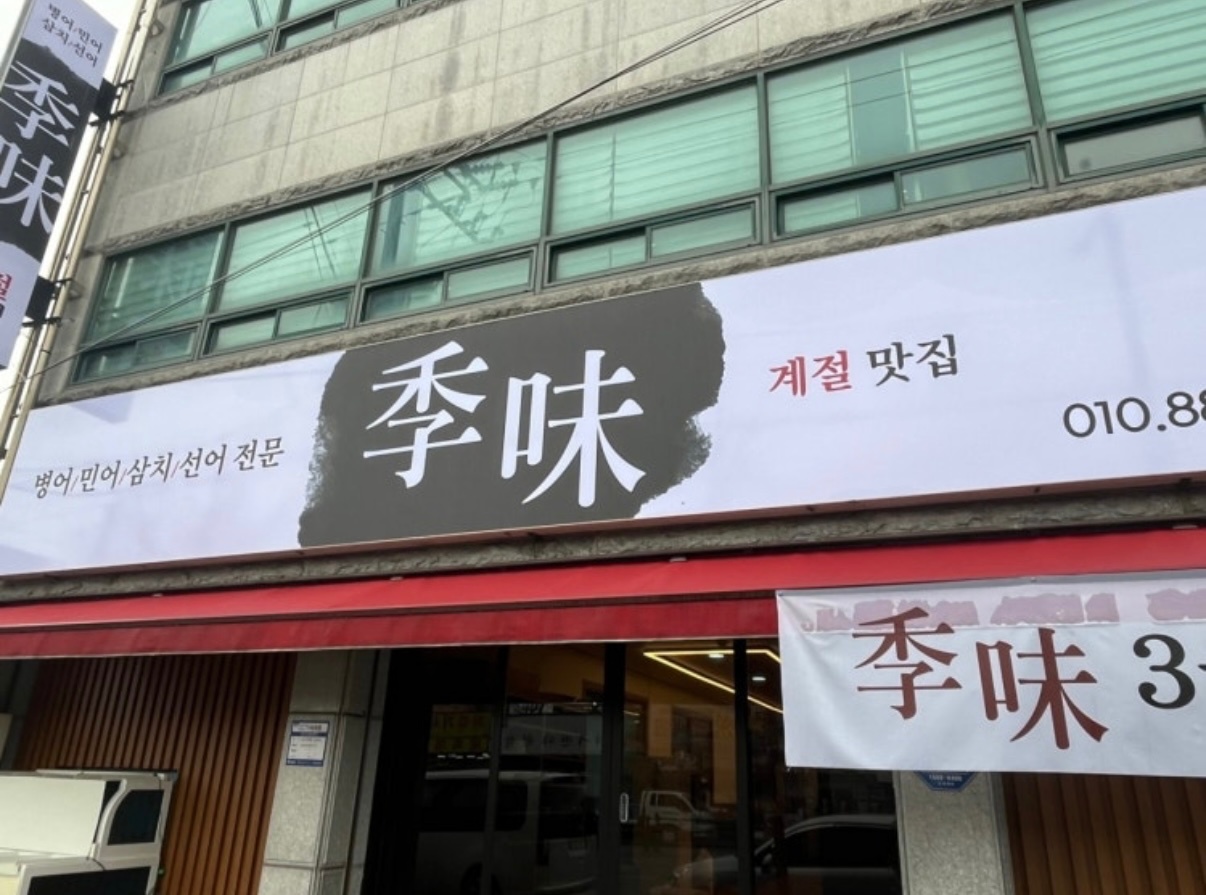 병어/민어
삼치/선어
季味
병어/민어/삼치/선어 전문
季味
계절 맛집
010.88
季味 3